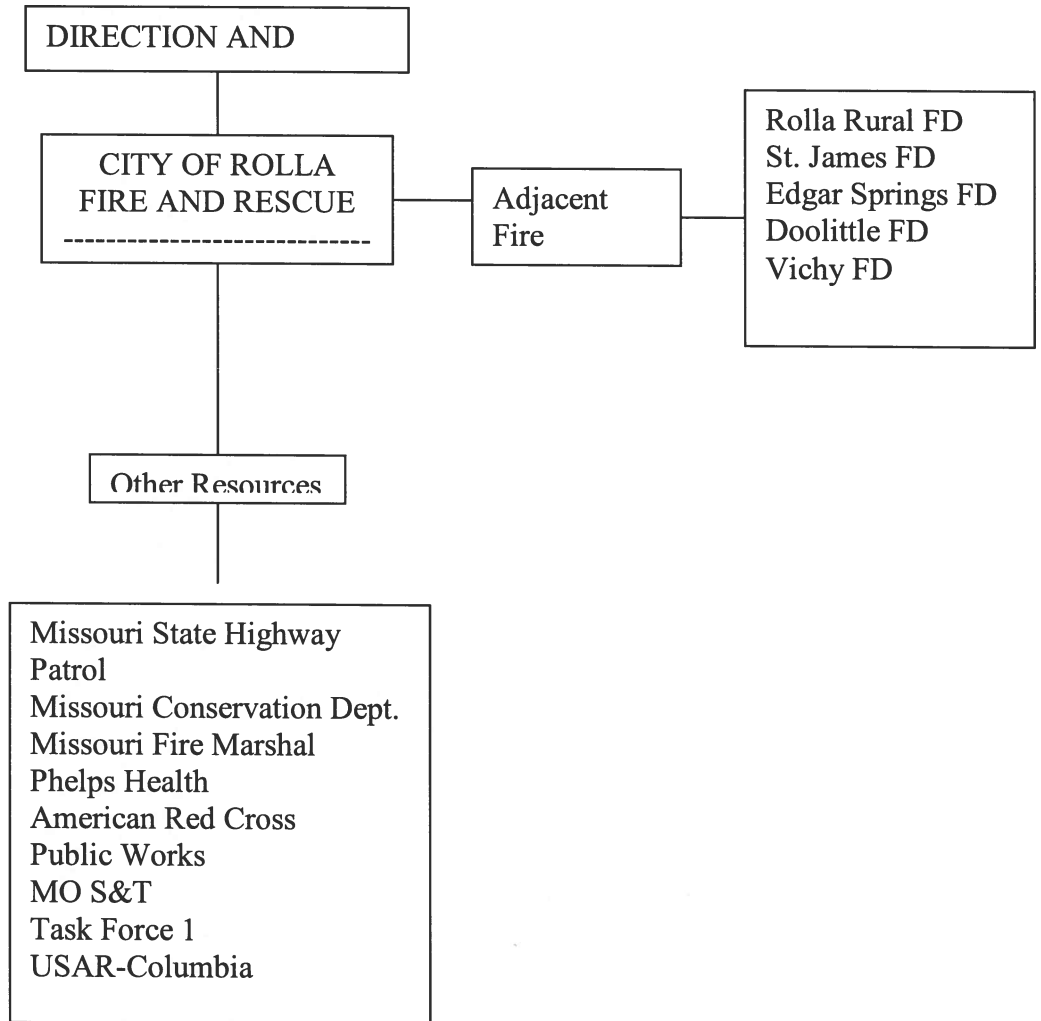 DIRECTION AND
CITY OF ROLLA
FIRE AND RESCUE
-----------------------------
Adjacent
Fire
Rolla Rural FD
St. James FD
Edgar Springs FD
Doolittle FD
Vichy FD
Other Resources
Missouri State Highway
Patrol
Missouri Conservation Dept.
Missouri Fire Marshal
Phelps Health
American Red Cross
Public Works
MO S&T
Task Force 1
USAR-Columbia